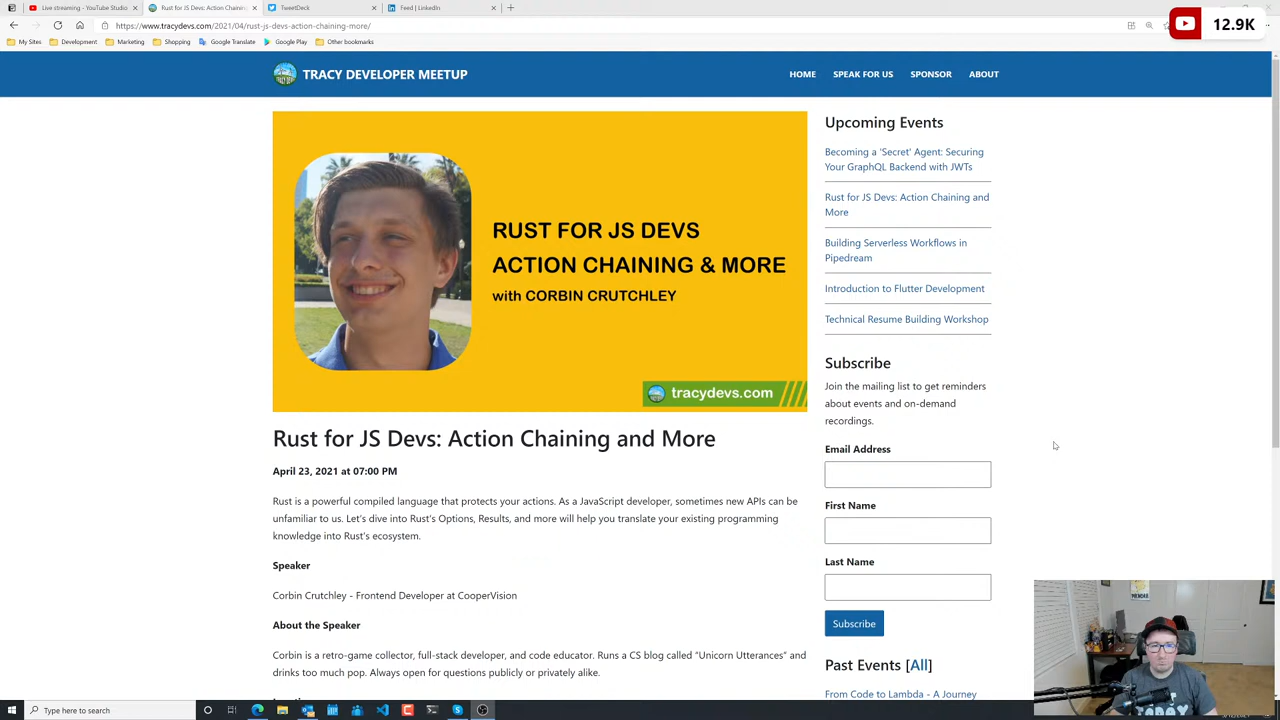 Live streaming - YouTube Studio
Rust for JS Devs: Action Chainin
TweetDeck
Feed | LinkedIn
https://www.tracydevs.com/2021/04/rust-js-devs-action-chaining-more/
12.9K
My Sites
Development
Marketing
Shopping
Google Translate
Google Play
Other bookmarks
TRACY DEVELOPER MEETUP
HOME
SPEAK FOR US
SPONSOR
ABOUT
RUST FOR JS DEVS
ACTION CHAINING & MORE
with CORBIN CRUTCHLEY
tracydevs.com
Rust for JS Devs: Action Chaining and More
April 23, 2021 at 07:00 PM
Rust is a powerful compiled language that protects your actions. As a JavaScript developer, sometimes new APIs can be
unfamiliar to us. Let's dive into Rust's Options, Results, and more will help you translate your existing programming
knowledge into Rust's ecosystem.
Speaker
Corbin Crutchley - Frontend Developer at CooperVision
About the Speaker
Corbin is a retro-game collector, full-stack developer, and code educator. Runs a CS blog called "Unicorn Utterances" and
drinks too much pop. Always open for questions publicly or privately alike.
Upcoming Events
Becoming a 'Secret' Agent: Securing
Your GraphQL Backend with JWTs
Rust for JS Devs: Action Chaining and
More
Building Serverless Workflows in
Pipedream
Introduction to Flutter Development
Technical Resume Building Workshop
Subscribe
Join the mailing list to get reminders
about events and on-demand
recordings.
Email Address
First Name
Last Name
Subscribe
Past Events [All]
From Code to Lambda - A Journey
Type here to search